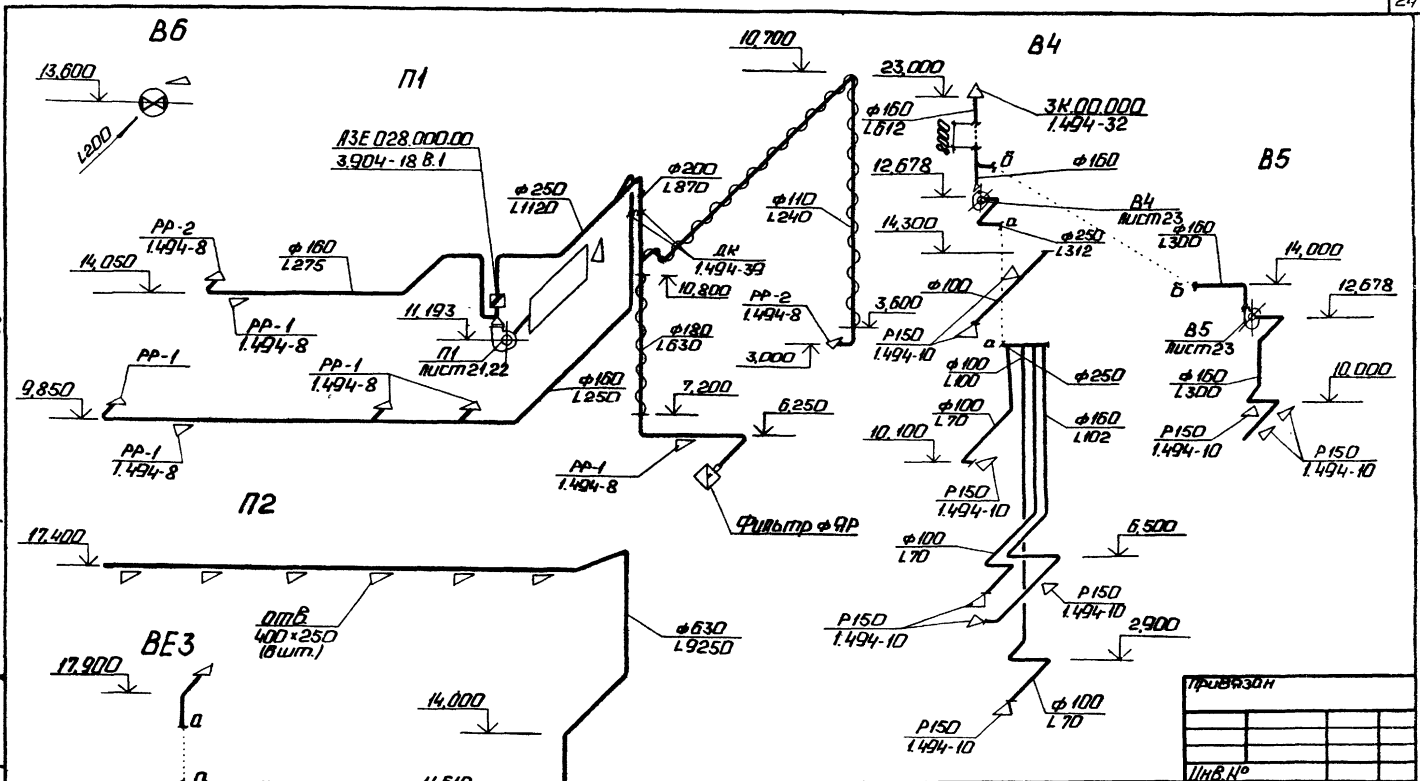 24
В6
13,600
L200
П1
АЗЕ 028.000.00
3.904-18 В.1
РР-2
1.494-8
14,050
ф160
L275
РР-1
1.494-8
ф250
L1120
ф200
L870
ДК
1.494-39
11,193
П1
лист 21,22
10,800
ф180
L630
РР-1
РР-1
1.494-8
9,850
РР-1
1.494-8
ф160
L250
7,200
6,250
РР-1
1.494-8
Фильтр ФЯР
10,700
ф110
L240
РР-2
1.494-8
3,600
3,000
В4
23,000
ф160
L612
8000
ЗК.00.000
1.494-32
б
ф160
12,678
В4
лист 23
а
ф250
L312
14,300
ф100
Р150
1.494-10
а
ф100
L100
ф250
ф100
L70
ф160
L102
10,100
Р150
1.494-10
ф100
L70
6,500
Р150
1.494-10
Р150
1.494-10
2,900
ф100
L70
Р150
1.494-10
В5
ф160
L300
14,000
б
12,678
В5
лист 23
ф160
L300
10,000
Р150
1.494-10
Р150
1.494-10
П2
17,400
отв.
400×250
(6 шт.)
ф630
L9250
14,000
ВЕ3
17,900
а
а
Привязан
Инв.№